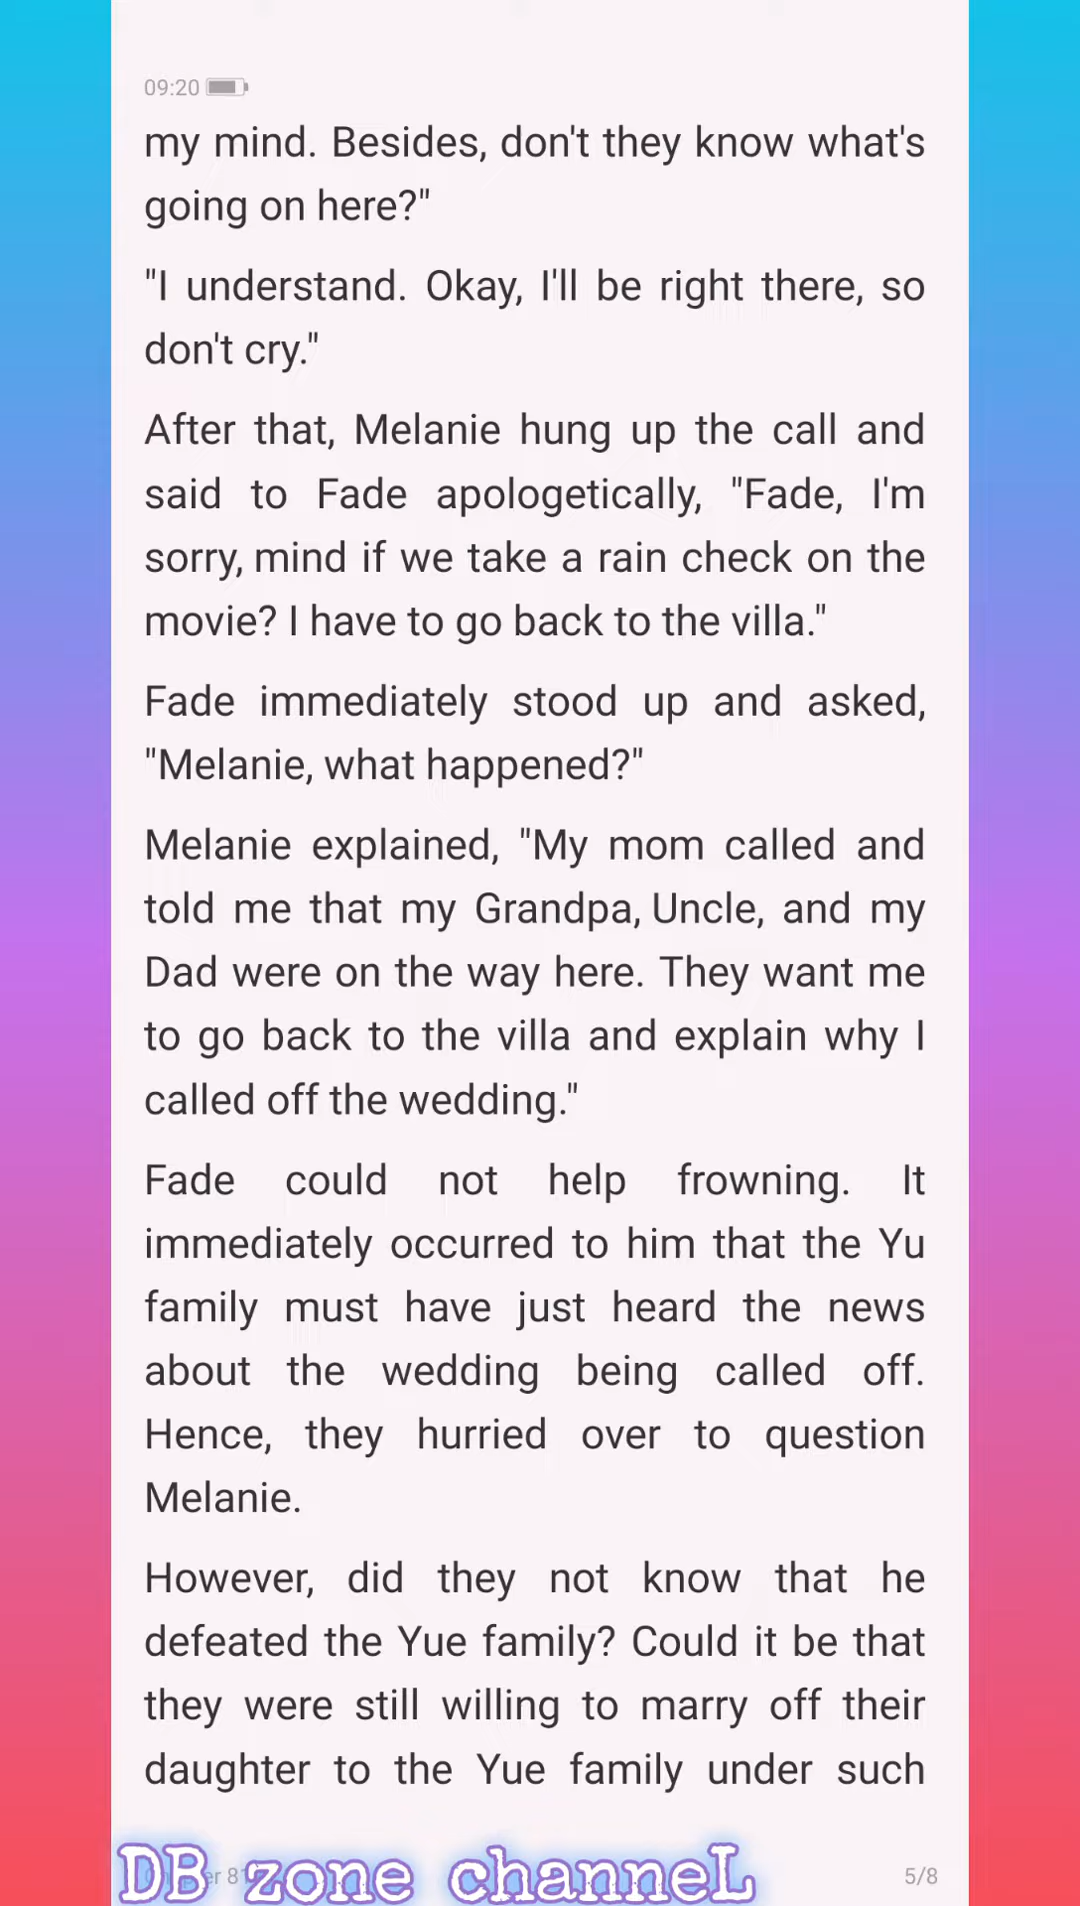 09:20
my mind. Besides, don't they know what's
going on here?"
"I understand. Okay, I'll be right there, so
don't cry."
After that, Melanie hung up the call and
said to Fade apologetically, "Fade, I'm
sorry, mind if we take a rain check on the
movie? I have to go back to the villa."
Fade immediately stood up and asked,
"Melanie, what happened?"
Melanie explained, "My mom called and
told me that my Grandpa, Uncle, and my
Dad were on the way here. They want me
to go back to the villa and explain why I
called off the wedding."
Fade could not help frowning. It
immediately occurred to him that the Yu
family must have just heard the news
about the wedding being called off.
Hence, they hurried over to question
Melanie.
However, did they not know that he
defeated the Yue family? Could it be that
they were still willing to marry off their
daughter to the Yue family under such
DB zone channeL
5/8